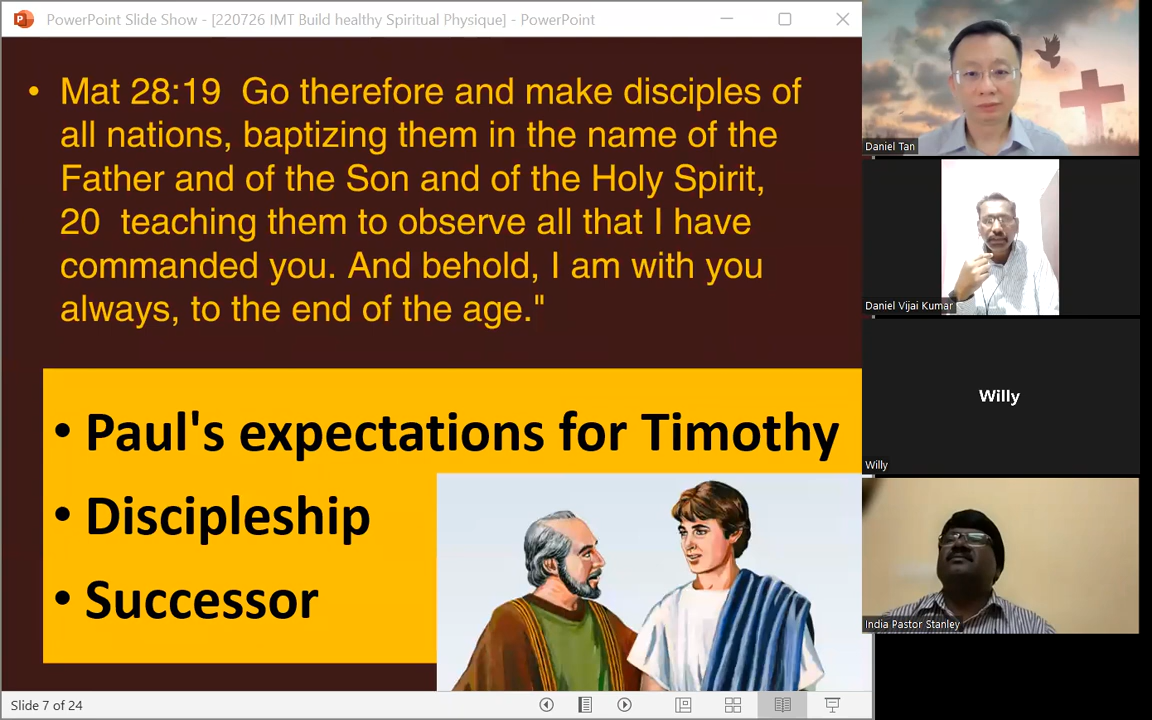 PowerPoint Slide Show - [220726 IMT Build healthy Spiritual Physique] - PowerPoint
• Mat 28:19  Go therefore and make disciples of
all nations, baptizing them in the name of the
Father and of the Son and of the Holy Spirit,
20  teaching them to observe all that I have
commanded you. And behold, I am with you
always, to the end of the age."
• Paul's expectations for Timothy
• Discipleship
• Successor
Slide 7 of 24
Daniel Tan
Daniel Vijai Kumar
Willy
Willy
India Pastor Stanley